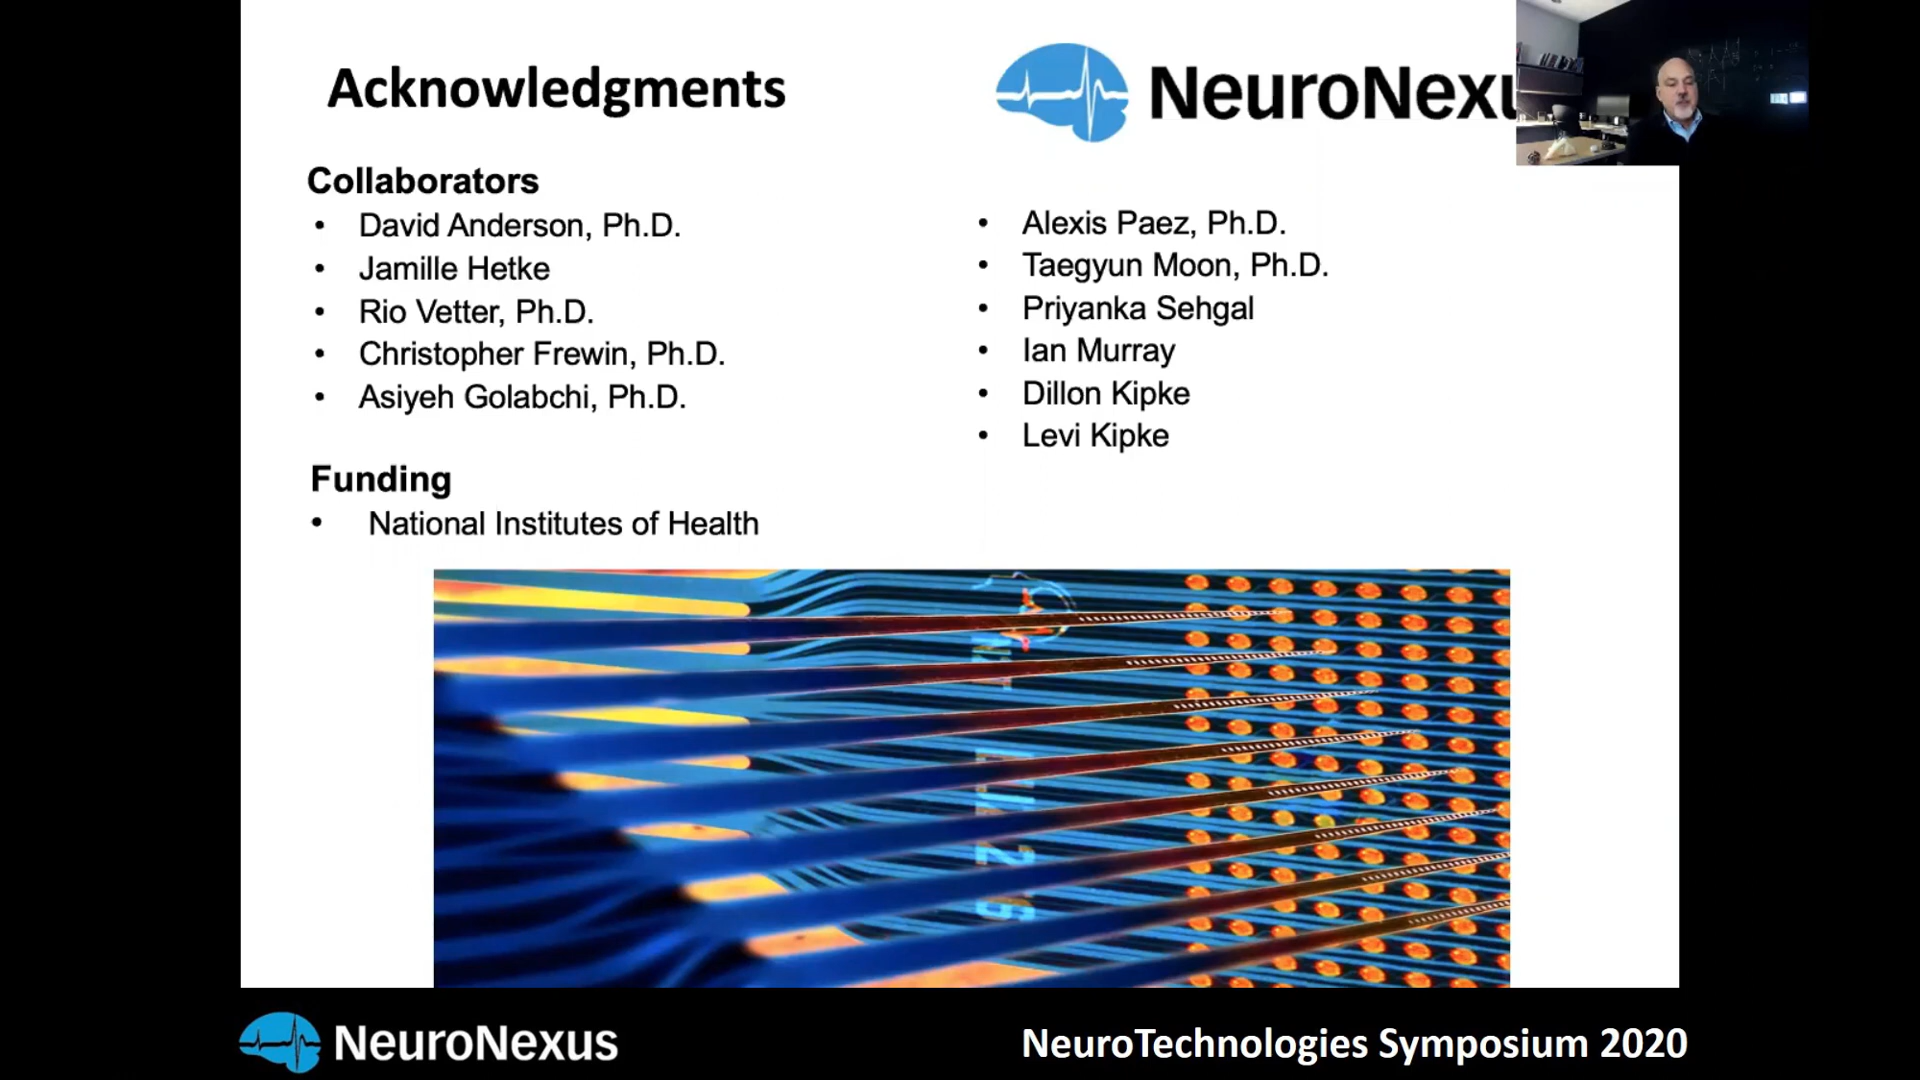 Acknowledgments
NeuroNexu
Collaborators
• David Anderson, Ph.D.
• Jamille Hetke
• Rio Vetter, Ph.D.
• Christopher Frewin, Ph.D.
• Asiyeh Golabchi, Ph.D.
• Alexis Paez, Ph.D.
• Taegyun Moon, Ph.D.
• Priyanka Sehgal
• Ian Murray
• Dillon Kipke
• Levi Kipke
Funding
• National Institutes of Health
NeuroNexus
NeuroTechnologies Symposium 2020